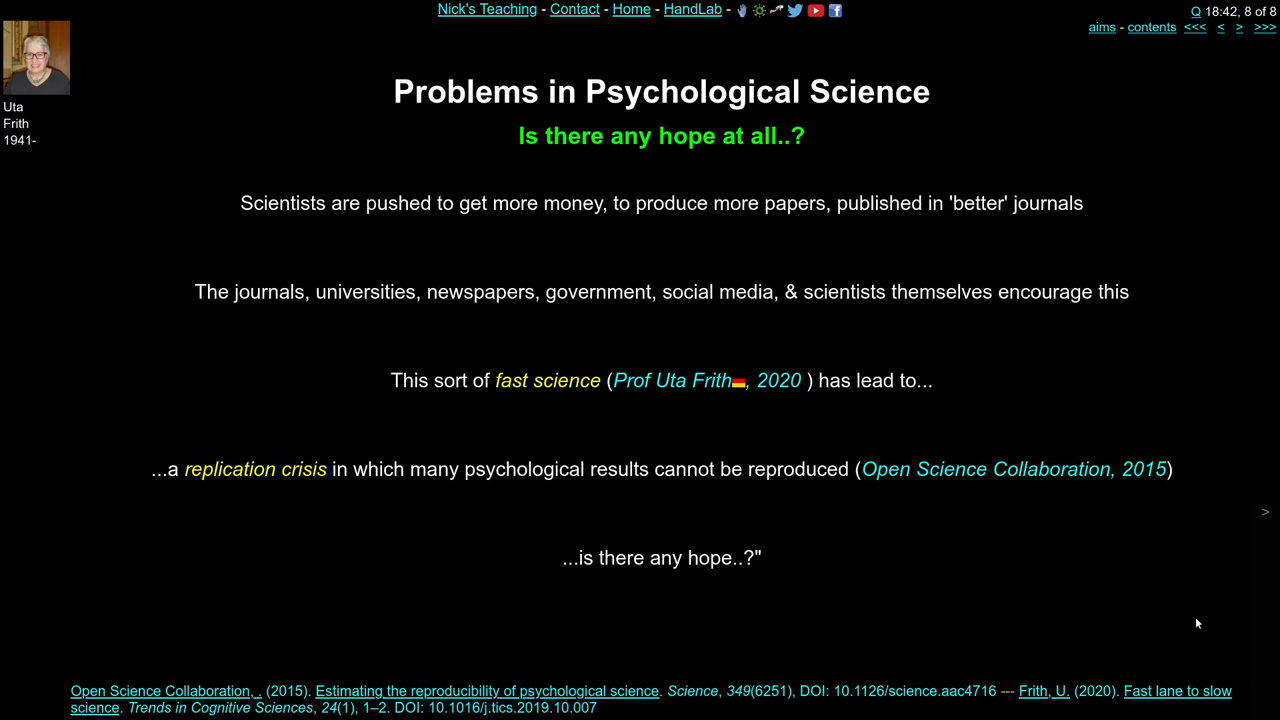 Nick's Teaching - Contact - Home - HandLab -
Q 18:42, 8 of 8
aims - contents <<< < > >>>
Uta
Frith
1941-
Problems in Psychological Science
Is there any hope at all..?
Scientists are pushed to get more money, to produce more papers, published in 'better' journals
The journals, universities, newspapers, government, social media, & scientists themselves encourage this
This sort of fast science (Prof Uta Frith, 2020 ) has lead to...
...a replication crisis in which many psychological results cannot be reproduced (Open Science Collaboration, 2015)
>
...is there any hope..?"
Open Science Collaboration, . (2015). Estimating the reproducibility of psychological science. Science, 349(6251), DOI: 10.1126/science.aac4716 --- Frith, U. (2020). Fast lane to slow
science. Trends in Cognitive Sciences, 24(1), 1–2. DOI: 10.1016/j.tics.2019.10.007